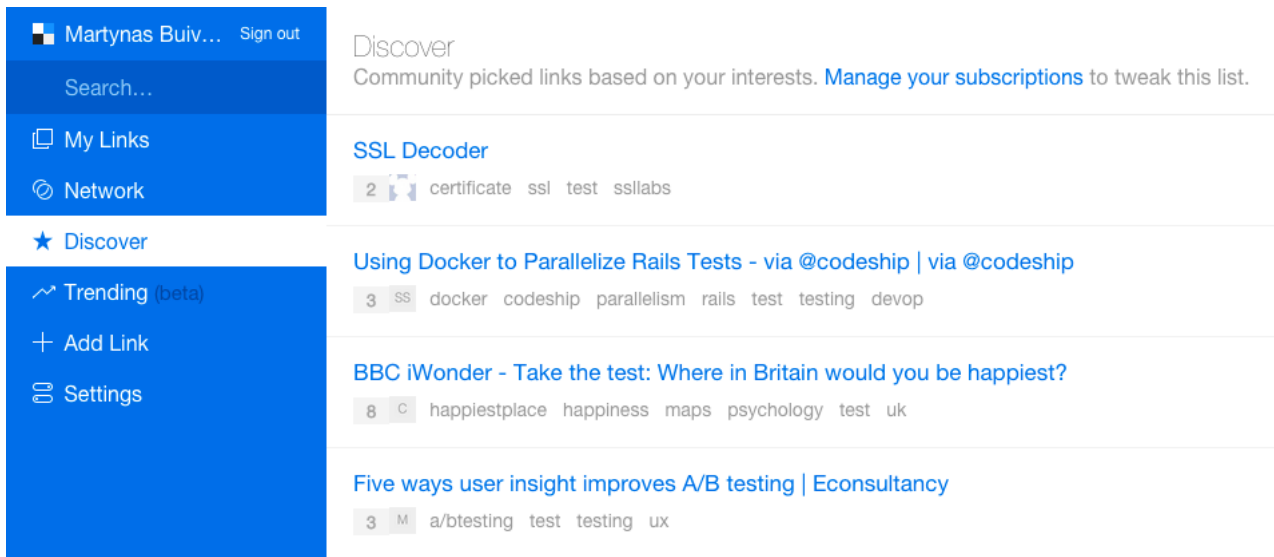 Martynas Buiv... Sign out
Search...
My Links
Network
Discover
Trending (beta)
Add Link
Settings
Discover
Community picked links based on your interests. Manage your subscriptions to tweak this list.
SSL Decoder
2 certificate ssl test ssllabs
Using Docker to Parallelize Rails Tests - via @codeship | via @codeship
3 SS docker codeship parallelism rails test testing devop
BBC iWonder - Take the test: Where in Britain would you be happiest?
8 C happiestplace happiness maps psychology test uk
Five ways user insight improves A/B testing | Econsultancy
3 M a/btesting test testing ux